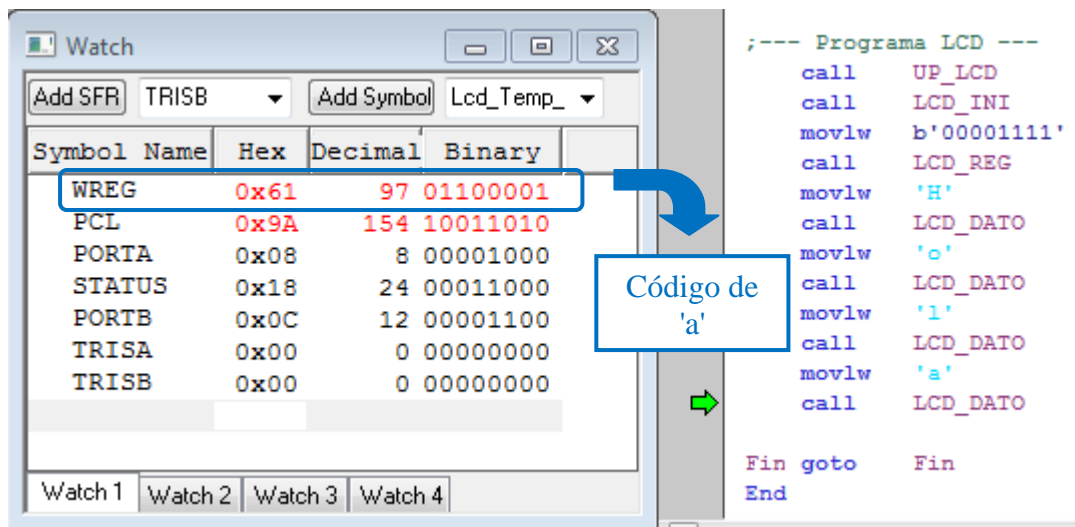 Watch
Add SFR TRISB Add Symbol Lcd_Temp_
Symbol Name Hex Decimal Binary
WREG 0x61 97 01100001
PCL 0x9A 154 10011010
PORTA 0x08 8 00001000
STATUS 0x18 24 00011000
PORTB 0x0C 12 00001100
TRISA 0x00 0 00000000
TRISB 0x00 0 00000000
Watch 1 Watch 2 Watch 3 Watch 4
Código de
'a'
;--- Programa LCD ---
call UP_LCD
call LCD_INI
movlw b'00001111'
call LCD_REG
movlw 'H'
call LCD_DATO
movlw 'o'
call LCD_DATO
movlw 'l'
call LCD_DATO
movlw 'a'
call LCD_DATO
Fin goto Fin
End